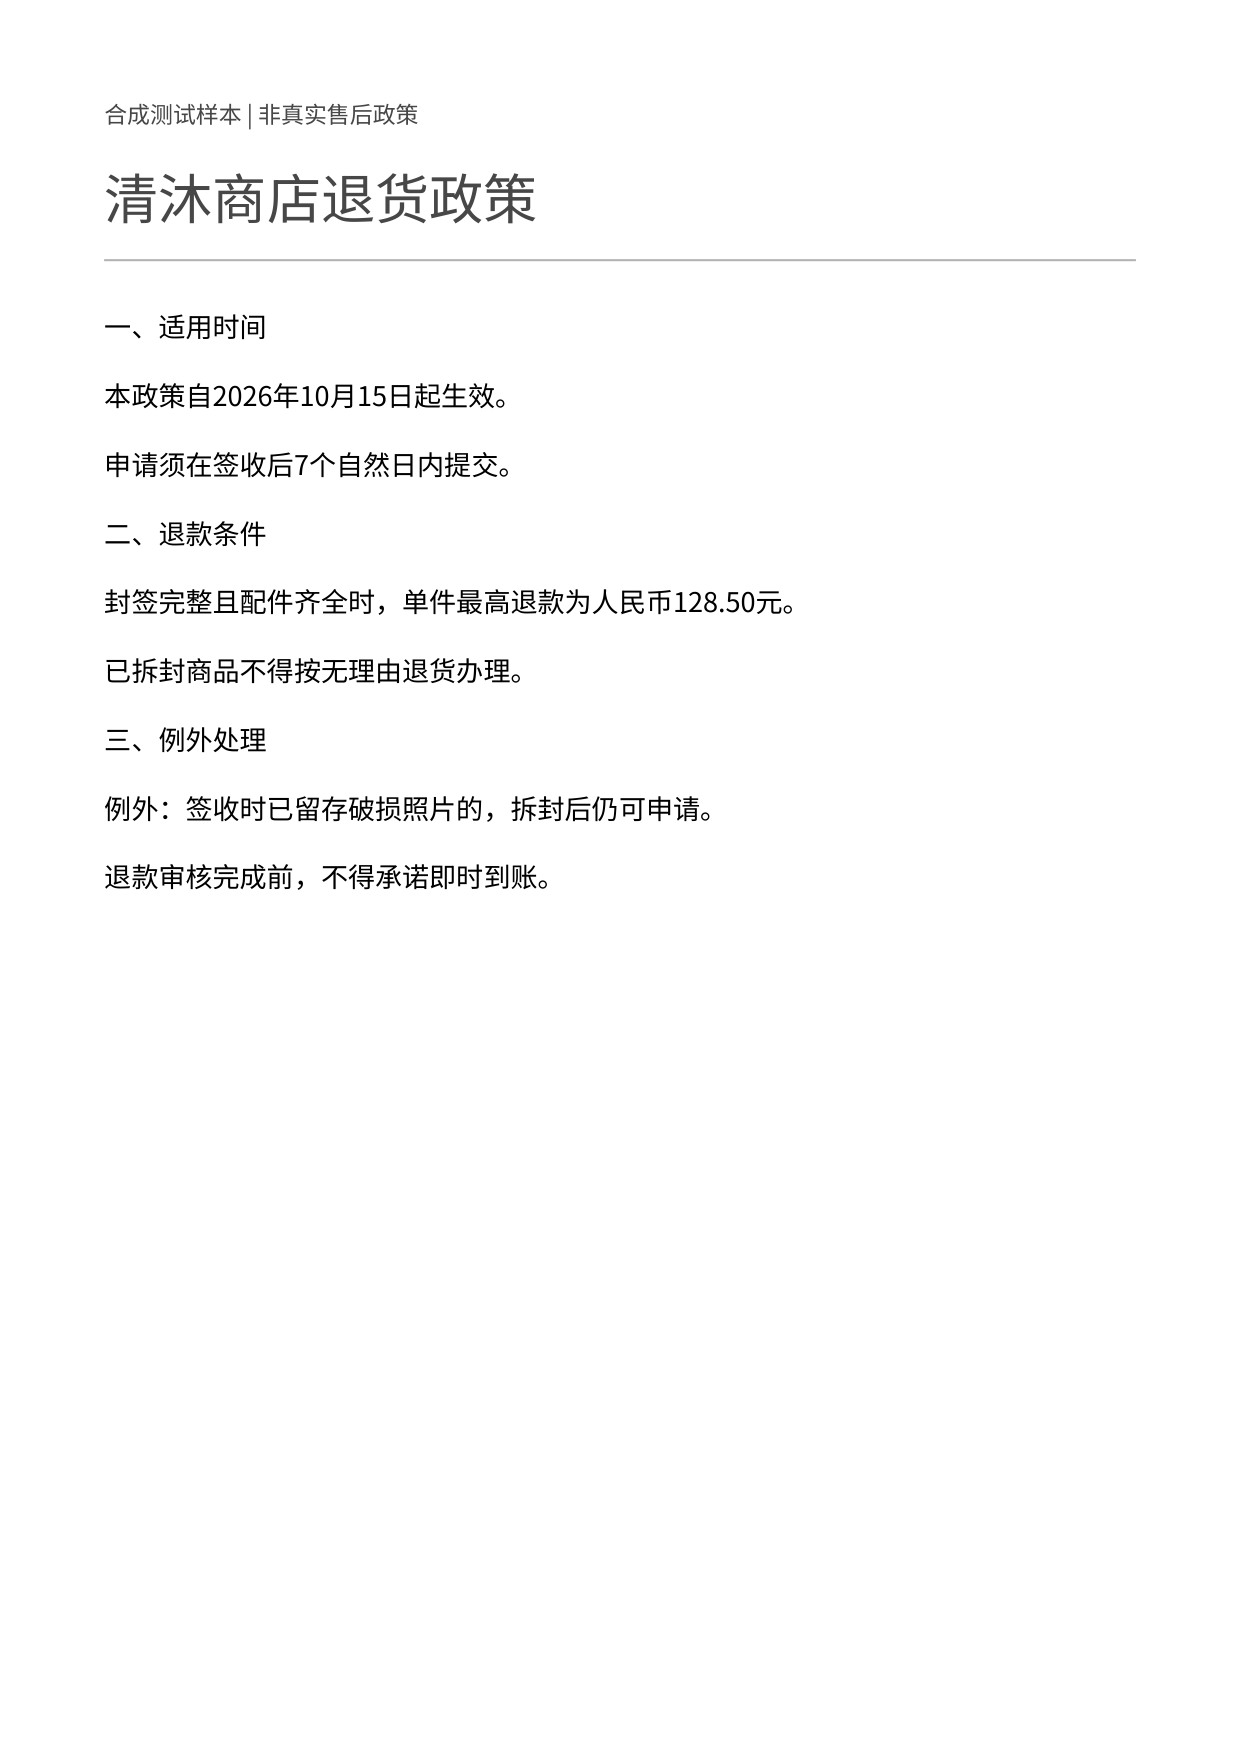 合成测试样本 | 非真实售后政策
清沐商店退货政策
一、适用时间
本政策自2026年10月15日起生效。
申请须在签收后7个自然日内提交。
二、退款条件
封签完整且配件齐全时，单件最高退款为人民币128.50元。
已拆封商品不得按无理由退货办理。
三、例外处理
例外：签收时已留存破损照片的，拆封后仍可申请。
退款审核完成前，不得承诺即时到账。